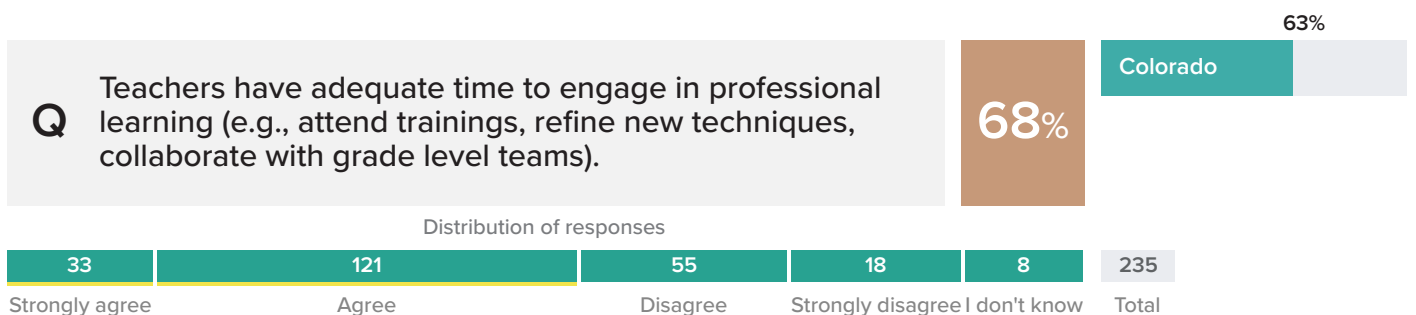 63%
Q
Teachers have adequate time to engage in professional
learning (e.g., attend trainings, refine new techniques,
collaborate with grade level teams).
68%
Colorado
Distribution of responses
33 121 55 18 8 235
Strongly agree Agree Disagree Strongly disagree I don't know Total